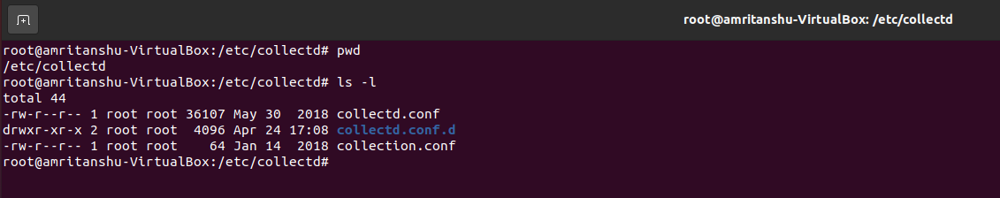 root@amritanshu-VirtualBox: /etc/collectd
root@amritanshu-VirtualBox:/etc/collectd# pwd
/etc/collectd
root@amritanshu-VirtualBox:/etc/collectd# ls -l
total 44
-rw-r--r-- 1 root root 36107 May 30  2018 collectd.conf
drwxr-xr-x 2 root root  4096 Apr 24 17:08 collectd.conf.d
-rw-r--r-- 1 root root    64 Jan 14  2018 collection.conf
root@amritanshu-VirtualBox:/etc/collectd#